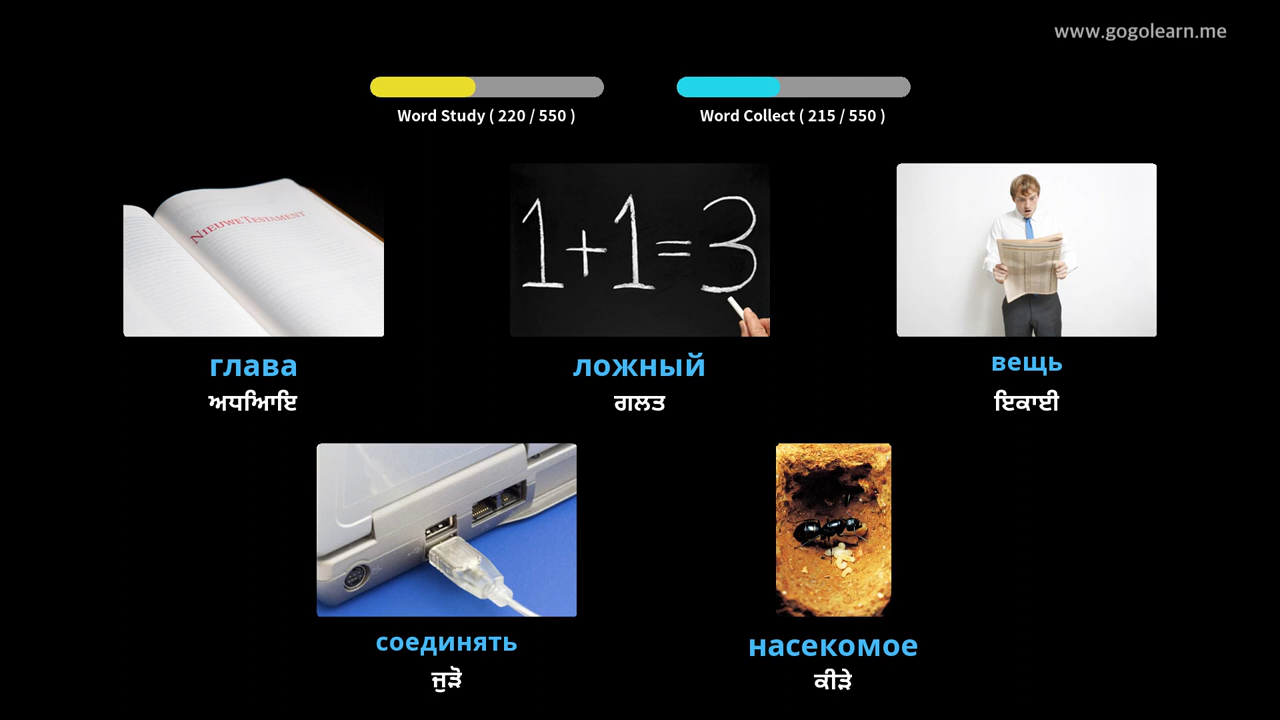 www.gogolearn.me
Word Study ( 220 / 550 )
Word Collect ( 215 / 550 )
NIEUWE TESTAMENT
1+1=3
глава
ложный
вещь
ਅਧਿਆਇ
ਗਲਤ
ਇਕਾਈ
соединять
насекомое
ਜੁੜੋ
ਕੀੜੇ